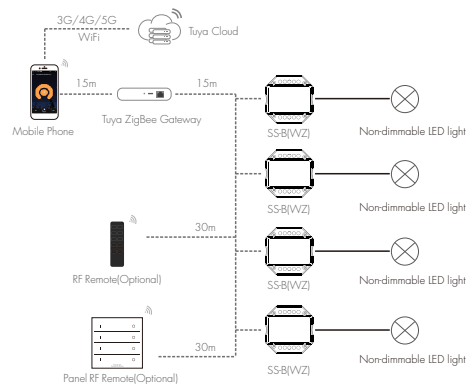 3G/4G/5G
WiFi
Tuya Cloud
15m
15m
Mobile Phone
Tuya ZigBee Gateway
SS-B(WZ)
Non-dimmable LED light
SS-B(WZ)
Non-dimmable LED light
30m
RF Remote(Optional)
SS-B(WZ)
Non-dimmable LED light
30m
Panel RF Remote(Optional)
SS-B(WZ)
Non-dimmable LED light